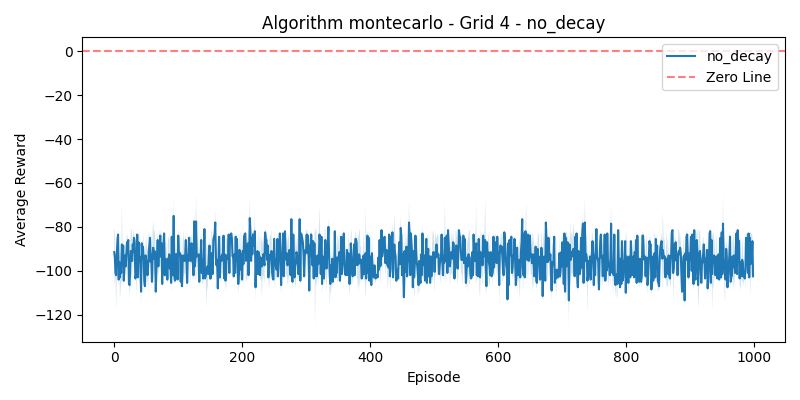 Algorithm montecarlo - Grid 4 - no_decay
0
−20
−40
−60
−80
−100
−120
Average Reward
no_decay
Zero Line
0
200
400
600
800
1000
Episode